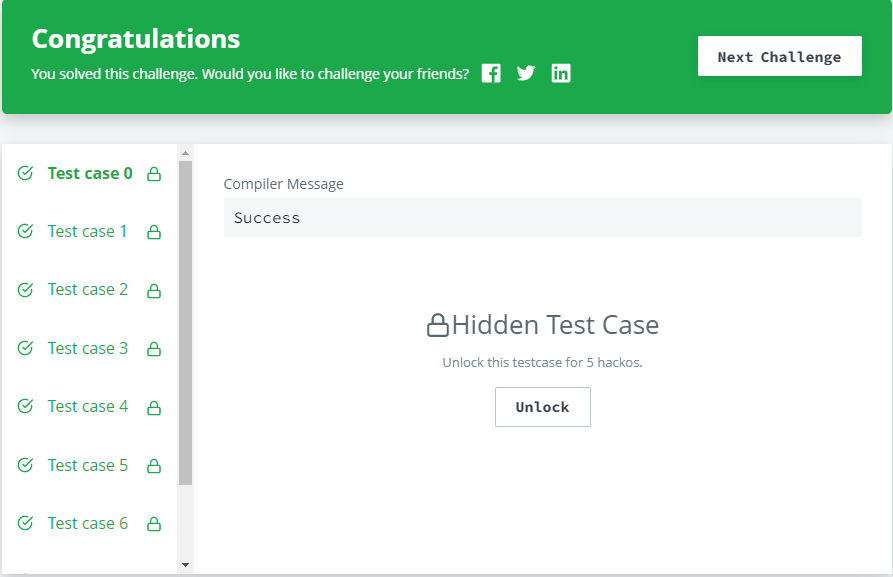 Congratulations
You solved this challenge. Would you like to challenge your friends?
Next Challenge
Test case 0
Test case 1
Test case 2
Test case 3
Test case 4
Test case 5
Test case 6
Compiler Message
Success
Hidden Test Case
Unlock this testcase for 5 hackos.
Unlock